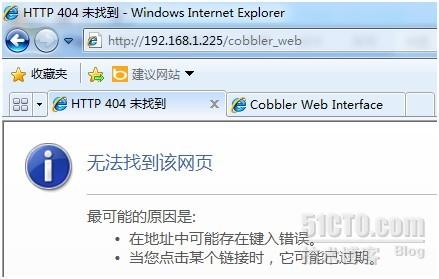 HTTP 404 未找到 - Windows Internet Explorer
http://192.168.1.225/cobbler_web
收藏夹 建议网站
HTTP 404 未找到 Cobbler Web Interface
无法找到该网页
最可能的原因是:
在地址中可能存在键入错误。
当您点击某个链接时，它可能已过期。
51CTO.com
技术博客 Blog